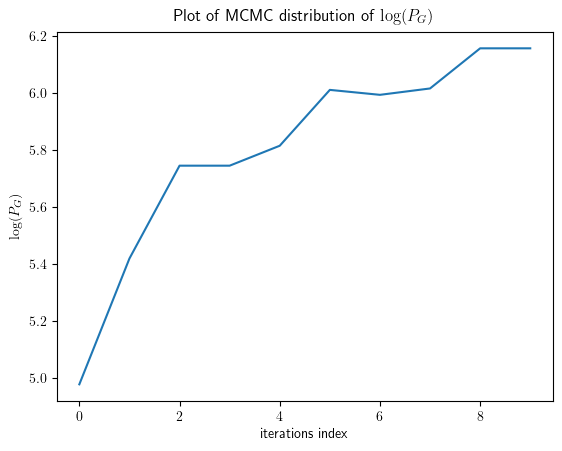 Plot of MCMC distribution of log(P_G)
6.2
6.0
5.8
5.6
5.4
5.2
5.0
log(P_G)
0 2 4 6 8
iterations index